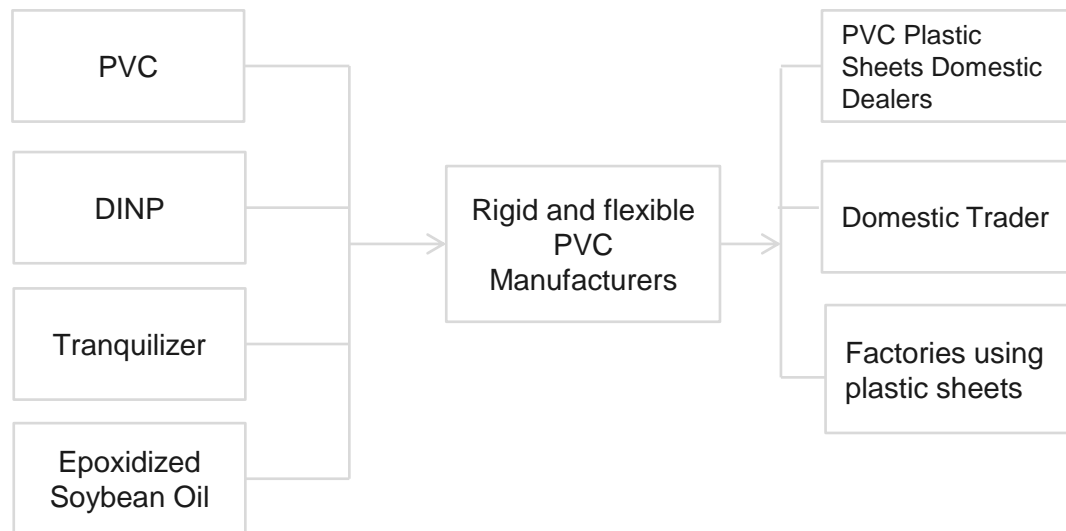 PVC
DINP
Tranquilizer
Epoxidized
Soybean Oil
Rigid and flexible
PVC
Manufacturers
PVC Plastic
Sheets Domestic
Dealers
Domestic Trader
Factories using
plastic sheets